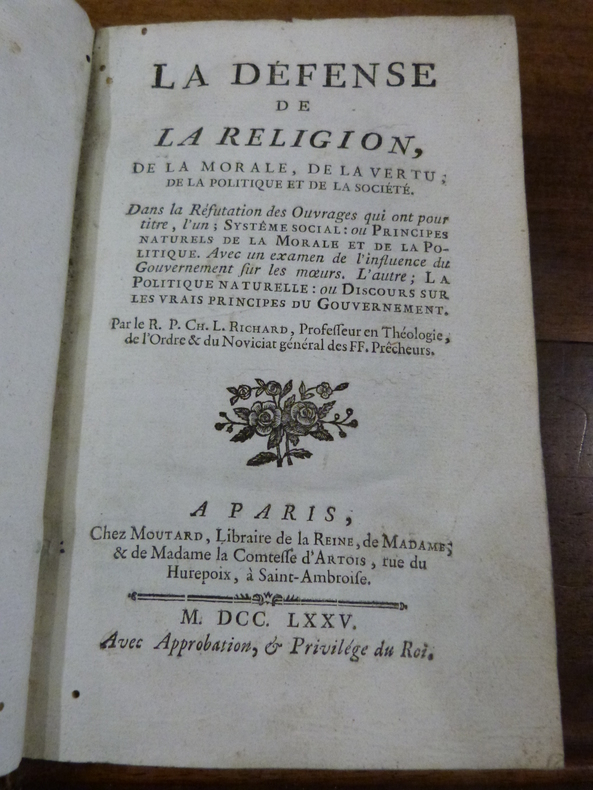 LA DÉFENSE
DE
LA RELIGION,
DE LA MORALE, DE LA VERTU;
DE LA POLITIQUE ET DE LA SOCIÉTÉ.
Dans la Réfutation des Ouvrages qui ont pour
titre, l'un; SYSTÊME SOCIAL: ou PRINCIPES
NATURELS DE LA MORALE ET DE LA PO-
LITIQUE. Avec un examen de l'influence du
Gouvernement sur les mœurs. L'autre; LA
POLITIQUE NATURELLE: ou DISCOURS SUR
LES VRAIS PRINCIPES DU GOUVERNEMENT.
Par le R. P. CH. L. RICHARD, Professeur en Théologie,
de l'Ordre & du Noviciat général des FF. Prêcheurs.
A PARIS,
Chez MOUTARD, Libraire de la REINE, de MADAME;
& de Madame la Comtesse d'ARTOIS, rue du
Hurepoix, à Saint-Ambroise.
M. DCC. LXXV.
Avec Approbation, & Privilége du Roi.